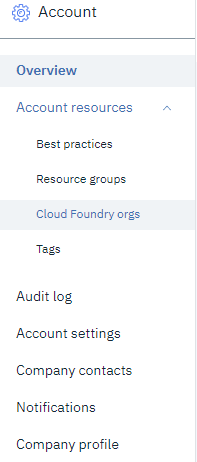 Account
Overview
Account resources
Best practices
Resource groups
Cloud Foundry orgs
Tags
Audit log
Account settings
Company contacts
Notifications
Company profile